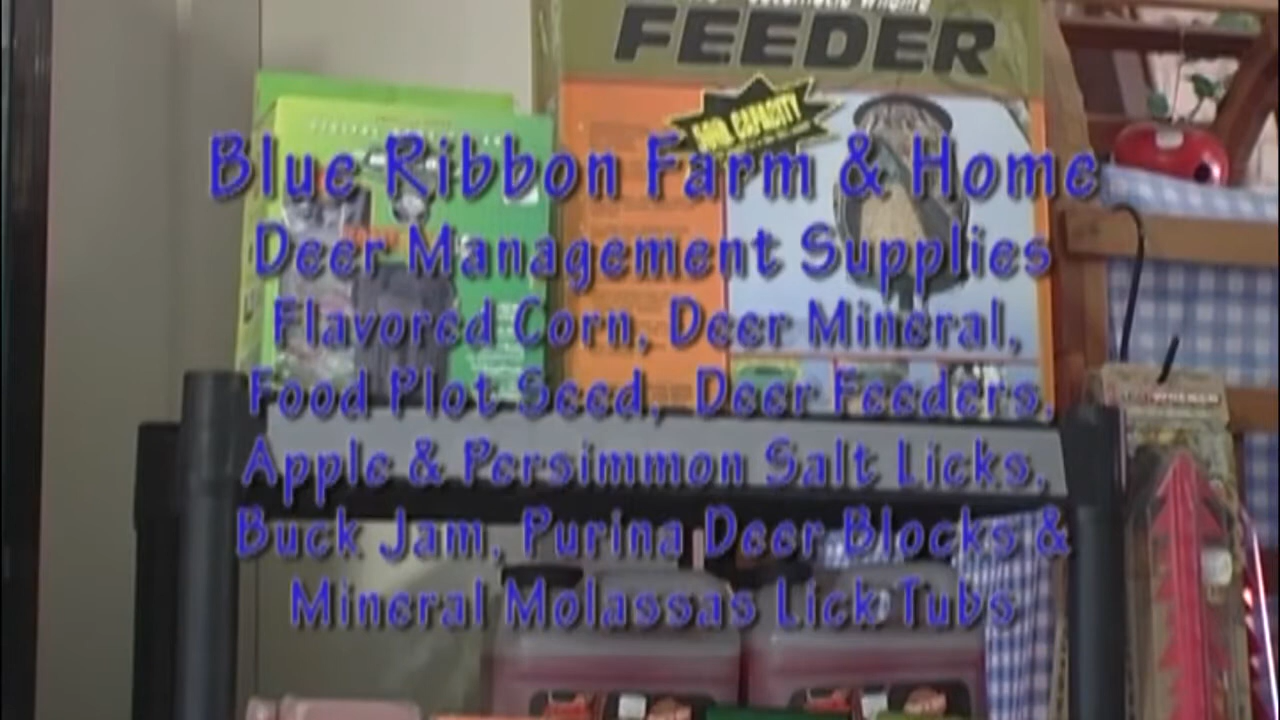 FEEDER
Blue Ribbon Farm & Home
Deer Management Supplies
Flavored Corn, Deer Mineral,
Food Plot Seed, Deer Feeders,
Apple & Persimmon Salt Licks,
Buck Jam, Purina Deer Blocks &
Mineral Molassas Lick Tubs